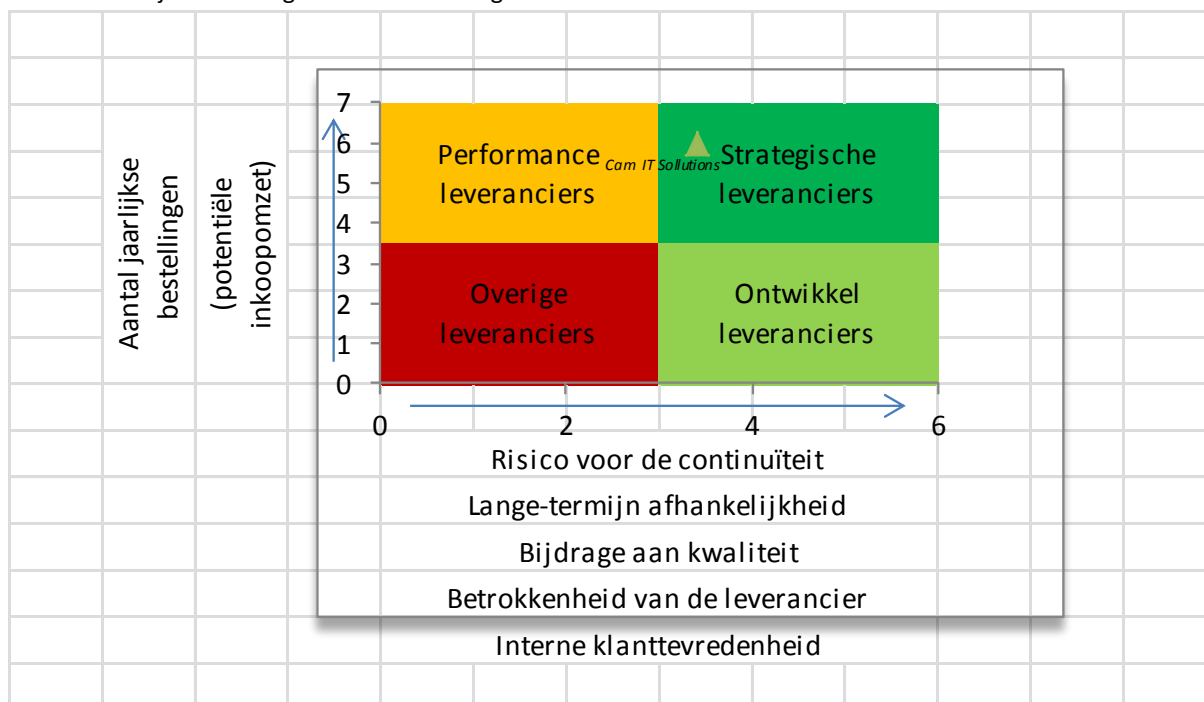 Aantal jaarlijkse
bestellingen
(potentiële
inkoopomzet)
7
6
5
4
3
2
1
0
Performance
leveranciers
Cam IT Sollutions
Strategische
leveranciers
Overige
leveranciers
Ontwikkel
leveranciers
0 2 4 6
Risico voor de continuïteit
Lange-termijn afhankelijkheid
Bijdrage aan kwaliteit
Betrokkenheid van de leverancier
Interne klanttevredenheid